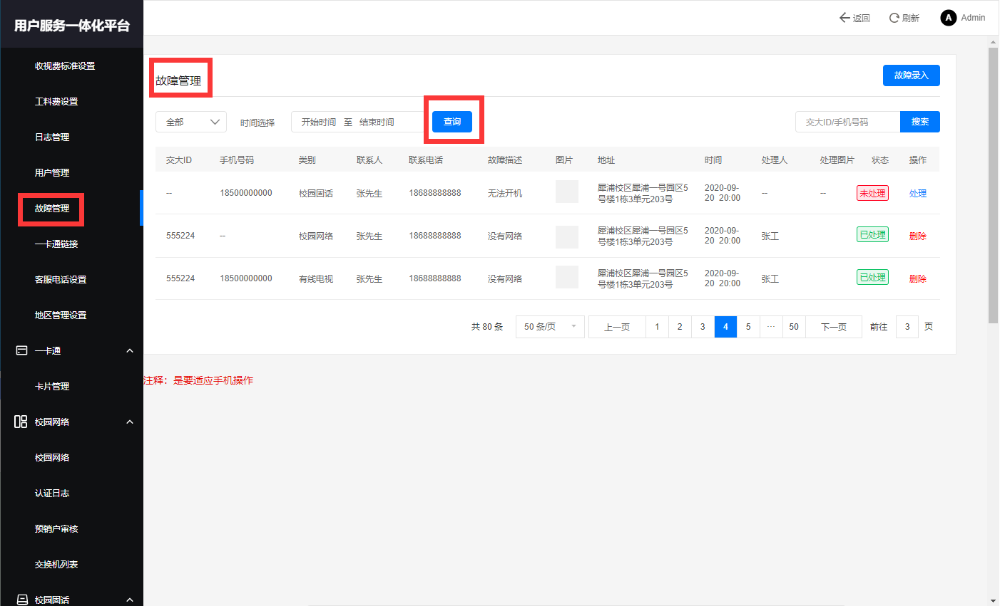 用户服务一体化平台
返回 刷新 A Admin
收视费标准设置
工料费设置
日志管理
用户管理
故障管理
一卡通链接
客服电话设置
地区管理设置
一卡通
卡片管理
校园网络
校园网络
认证日志
预销户审核
交换机列表
校园固话
故障管理
故障录入
全部 时间选择 开始时间 至 结束时间 查询 交大ID/手机号码 搜索
交大ID 手机号码 类别 联系人 联系电话 故障描述 图片 地址 时间 处理人 处理图片 状态 操作
-- 18500000000 校园固话 张先生 18688888888 无法开机 犀浦校区犀浦一号园区5号楼1栋3单元203号 2020-09-20 20:00 -- -- 未处理 处理
555224 -- 校园网络 张先生 18688888888 没有网络 犀浦校区犀浦一号园区5号楼1栋3单元203号 2020-09-20 20:00 张工 已处理 删除
555224 18500000000 有线电视 张先生 18688888888 没有网络 犀浦校区犀浦一号园区5号楼1栋3单元203号 2020-09-20 20:00 张工 已处理 删除
共 80 条 50 条/页 上一页 1 2 3 4 5 ··· 50 下一页 前往 3 页
注释：是要适应手机操作